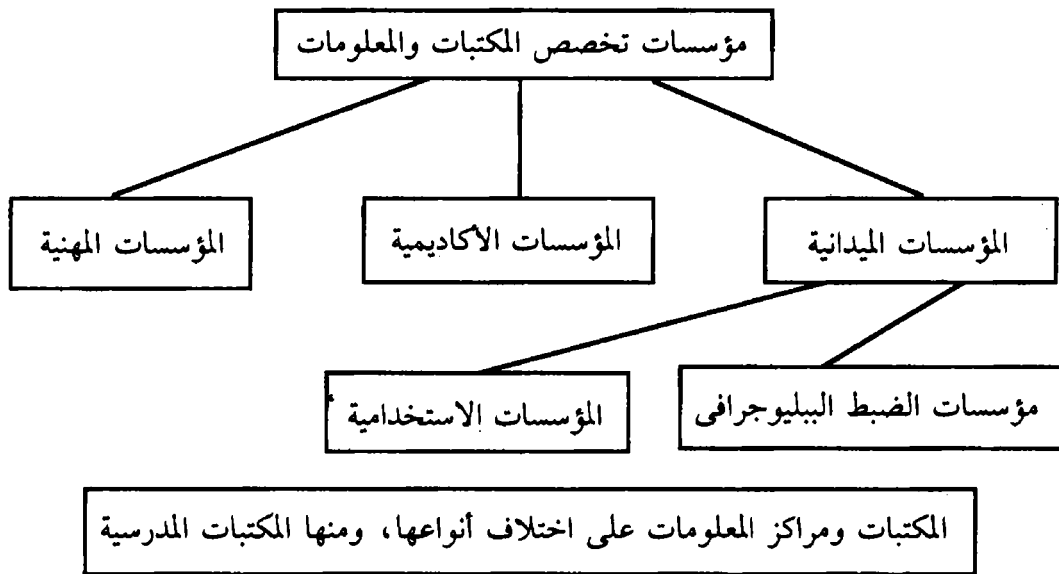 مؤسسات تخصص المكتبات والمعلومات
المؤسسات الميدانية
المؤسسات الأكاديمية
المؤسسات المهنية
مؤسسات الضبط الببليوجرافى
المؤسسات الاستخدامية
المكتبات ومراكز المعلومات على اختلاف أنواعها، ومنها المكتبات المدرسية